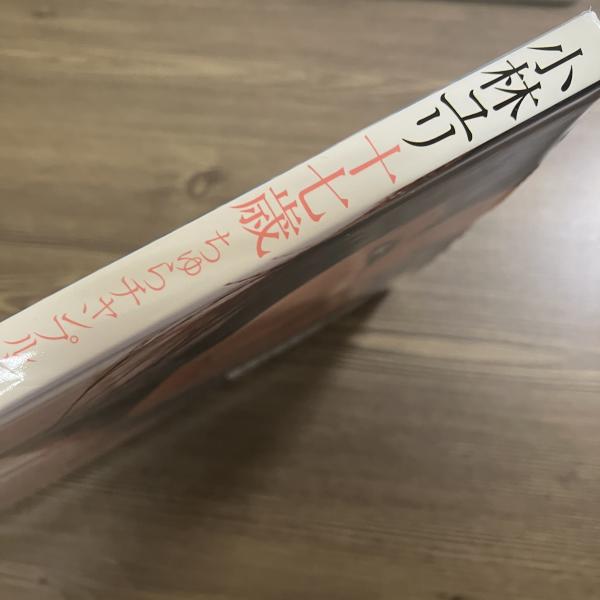 小林ユリ 十七歳 ちゅらチャンプル